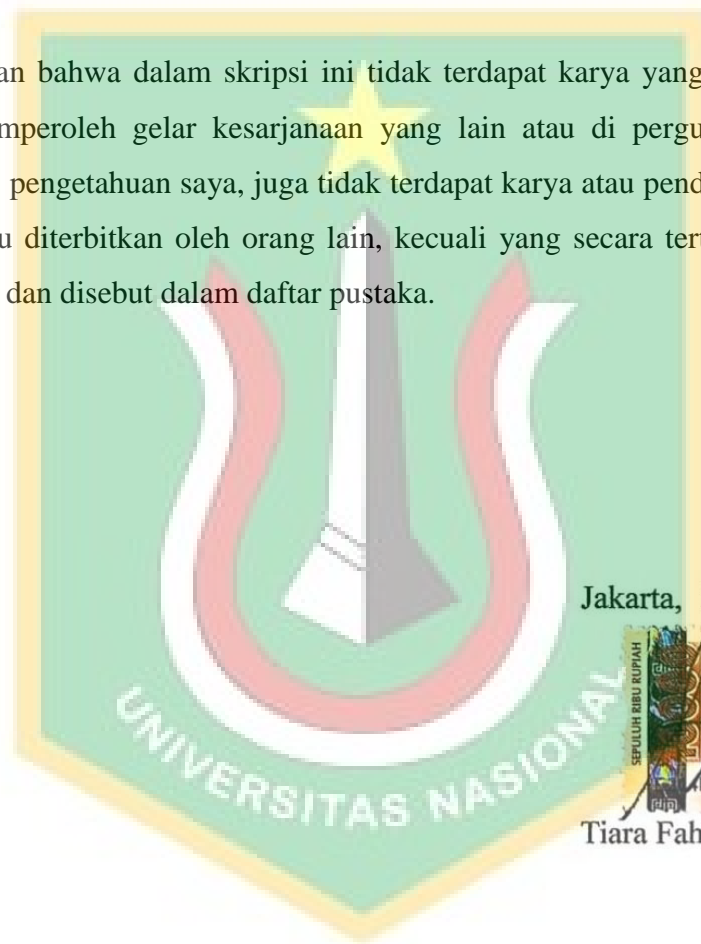 an bahwa dalam skripsi ini tidak terdapat karya yang
mperoleh gelar kesarjanaan yang lain atau di pergu
pengetahuan saya, juga tidak terdapat karya atau pend
u diterbitkan oleh orang lain, kecuali yang secara tert
dan disebut dalam daftar pustaka.
Jakarta,
SEPULUH RIBU RUPIAH
UNIVERSITAS NASIONAL
Tiara Fah